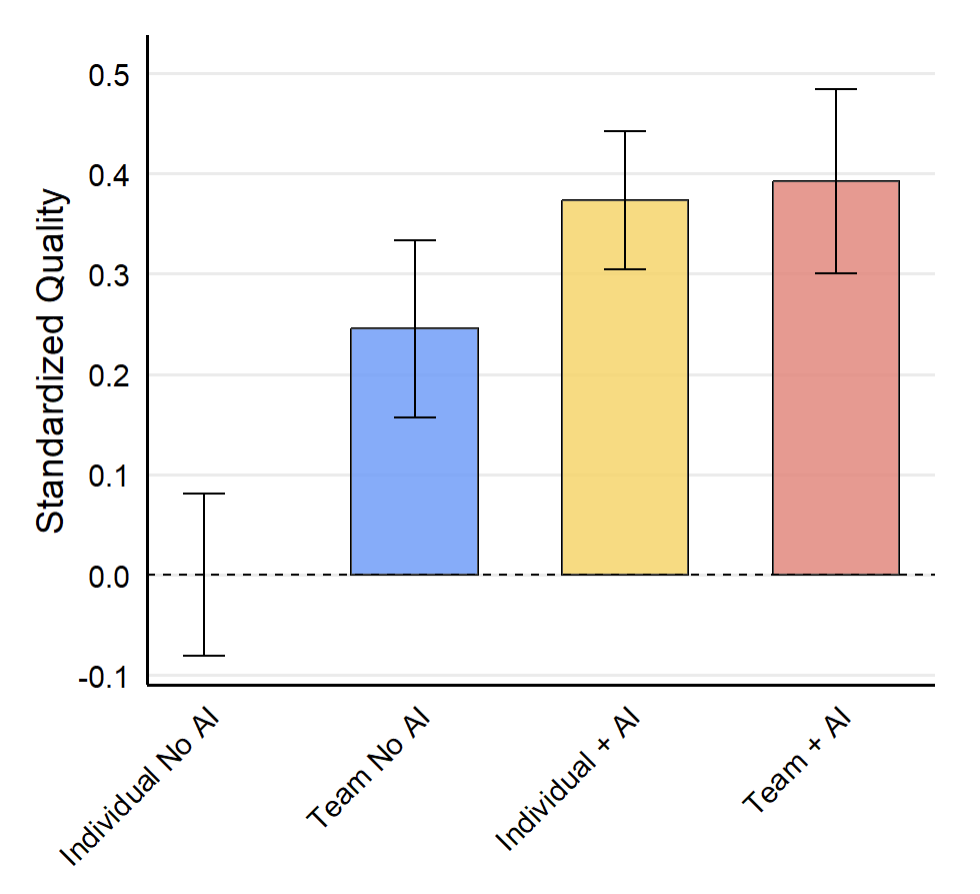 Standardized Quality
0.5
0.4
0.3
0.2
0.1
0.0
-0.1
Individual No AI
Team No AI
Individual + AI
Team + AI